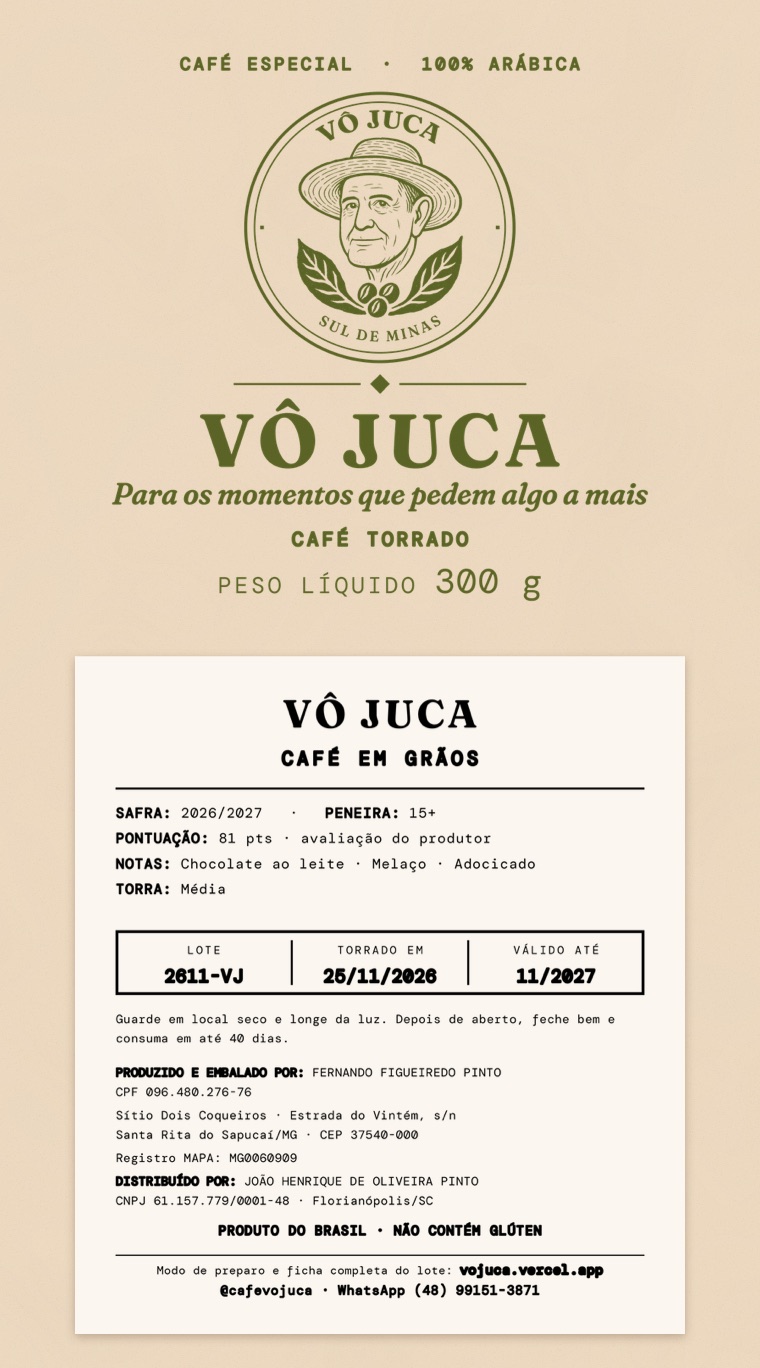 CAFÉ ESPECIAL · 100% ARÁBICA
VÔ JUCA
SUL DE MINAS
VÔ JUCA
Para os momentos que pedem algo a mais
CAFÉ TORRADO
PESO LÍQUIDO 300 g
VÔ JUCA
CAFÉ EM GRÃOS
SAFRA: 2026/2027 · PENEIRA: 15+
PONTUAÇÃO: 81 pts · avaliação do produtor
NOTAS: Chocolate ao leite · Melaço · Adocicado
TORRA: Média
LOTE TORRADO EM VÁLIDO ATÉ
2611-VJ 25/11/2026 11/2027
Guarde em local seco e longe da luz. Depois de aberto, feche bem e
consuma em até 40 dias.
PRODUZIDO E EMBALADO POR: FERNANDO FIGUEIREDO PINTO
CPF 096.480.276-76
Sítio Dois Coqueiros · Estrada do Vintém, s/n
Santa Rita do Sapucaí/MG · CEP 37540-000
Registro MAPA: MG0060909
DISTRIBUÍDO POR: JOÃO HENRIQUE DE OLIVEIRA PINTO
CNPJ 61.157.779/0001-48 · Florianópolis/SC
PRODUTO DO BRASIL · NÃO CONTÉM GLÚTEN
Modo de preparo e ficha completa do lote: vojuca.vercel.app
@cafevojuca · WhatsApp (48) 99151-3871